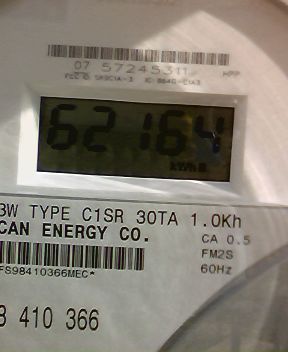 07 57245311
62164
kWh
3W TYPE C1SR 30TA 1.0Kh
CAN ENERGY CO.
CA 0.5
FM2S
60Hz
FS98410366MEC*
8 410 366